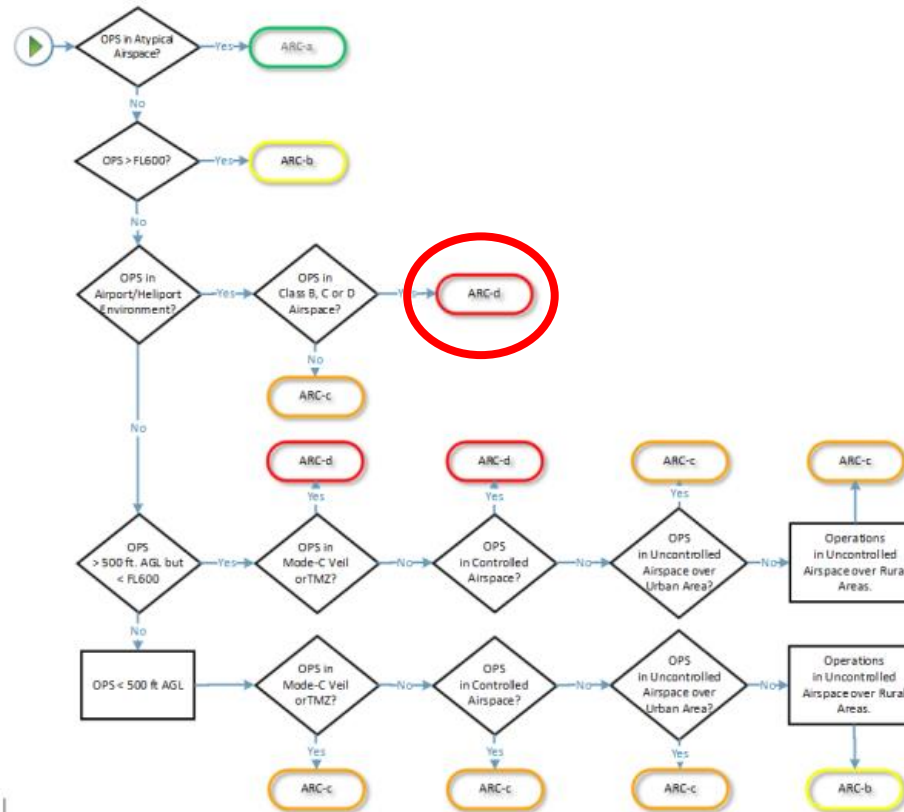 OPS in Atypical
Airspace?
Yes
ARC-a
No
OPS > FL600?
Yes
ARC-b
No
OPS in
Airport/Heliport
Environment?
Yes
OPS in
Class B, C or D
Airspace?
Yes
ARC-d
No
ARC-c
No
ARC-d
ARC-d
ARC-c
ARC-c
Yes
Yes
Yes
OPS
> 500 ft. AGL but
< FL600
Yes
OPS in
Mode-C Veil
or TMZ?
No
OPS
in Controlled
Airspace?
No
OPS
in Uncontrolled
Airspace over
Urban Area?
No
Operations
in Uncontrolled
Airspace over Rural
Areas.
No
OPS < 500 ft AGL
OPS in
Mode-C Veil
or TMZ?
No
OPS
in Controlled
Airspace?
No
OPS
in Uncontrolled
Airspace over
Urban Area?
No
Operations
in Uncontrolled
Airspace over Rural
Areas.
Yes
Yes
Yes
ARC-c
ARC-c
ARC-c
ARC-b